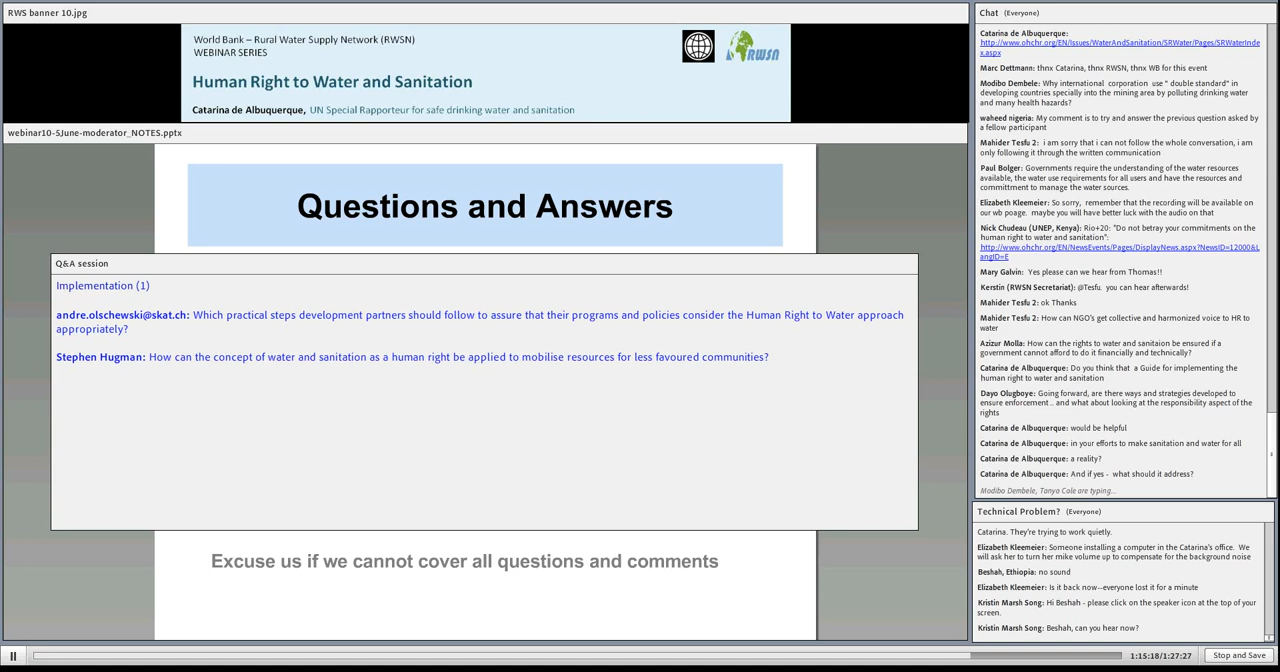 RWS banner 10.jpg
World Bank – Rural Water Supply Network (RWSN)
WEBINAR SERIES
RWSN
Human Right to Water and Sanitation
Catarina de Albuquerque, UN Special Rapporteur for safe drinking water and sanitation
webinar10-5June-moderator_NOTES.pptx
Questions and Answers
Q&A session
Implementation (1)
andre.olschewski@skat.ch: Which practical steps development partners should follow to assure that their programs and policies consider the Human Right to Water approach
appropriately?
Stephen Hugman: How can the concept of water and sanitation as a human right be applied to mobilise resources for less favoured communities?
Excuse us if we cannot cover all questions and comments
Chat (Everyone)
Catarina de Albuquerque:
http://www.ohchr.org/EN/Issues/WaterAndSanitation/SRWater/Pages/SRWaterInde
x.aspx
Marc Dettmann: thnx Catarina, thnx RWSN, thnx WB for this event
Modibo Dembele: Why international corporation use " double standard" in
developing countries specially into the mining area by polluting drinking water
and many health hazards?
waheed nigeria: My comment is to try and answer the previous question asked by
a fellow participant
Mahider Tesfu 2: i am sorry that i can not follow the whole conversation, i am
only following it through the written communication
Paul Bolger: Governments require the understanding of the water resources
available, the water use requirements for all users and have the resources and
committment to manage the water sources.
Elizabeth Kleemeier: So sorry, remember that the recording will be available on
our wb poage. maybe you will have better luck with the audio on that
Nick Chudeau (UNEP, Kenya): Rio+20: "Do not betray your commitments on the
human right to water and sanitation":
http://www.ohchr.org/EN/NewsEvents/Pages/DisplayNews.aspx?NewsID=12000&L
angID=E
Mary Galvin: Yes please can we hear from Thomas!!
Kerstin (RWSN Secretariat): @Tesfu. you can hear afterwards!
Mahider Tesfu 2: ok Thanks
Mahider Tesfu 2: How can NGO's get collective and harmonized voice to HR to
water
Azizur Molla: How can the rights to water and sanitaion be ensured if a
government cannot afford to do it financially and technically?
Catarina de Albuquerque: Do you think that a Guide for implementing the
human right to water and sanitation
Dayo Olugboye: Going forward, are there ways and strategies developed to
ensure enforcement... and what about looking at the responsibility aspect of the
rights
Catarina de Albuquerque: would be helpful
Catarina de Albuquerque: in your efforts to make sanitation and water for all
Catarina de Albuquerque: a reality?
Catarina de Albuquerque: And if yes - what should it address?
Modibo Dembele, Tanya Cole are typing...
Technical Problem? (Everyone)
Catarina. They're trying to work quietly.
Elizabeth Kleemeier: Someone installing a computer in the Catarina's office. We
will ask her to turn her mike volume up to compensate for the background noise
Beshah, Ethiopia: no sound
Elizabeth Kleemeier: Is it back now--everyone lost it for a minute
Kristin Marsh Song: Hi Beshah - please click on the speaker icon at the top of your
screen.
Kristin Marsh Song: Beshah, can you hear now?
1:15:18/1:27:27
Stop and Save